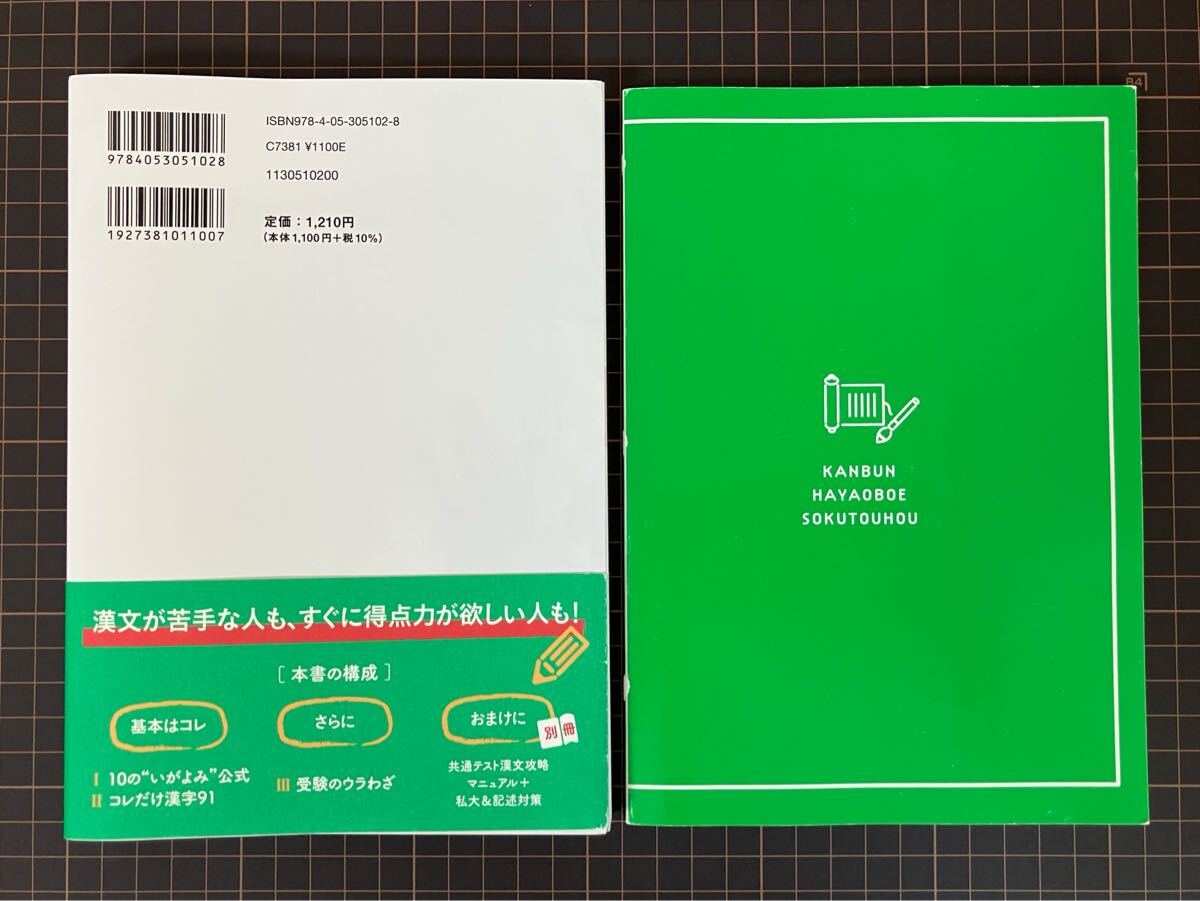 ISBN978-4-05-305102-8
C7381 ¥1100E
1130510200
9784053051028
1927381011007
定価：1,210円
（本体1,100円＋税10％）
漢文が苦手な人も、すぐに得点力が欲しい人も！
［ 本書の構成 ］
基本はコレ
Ⅰ 10の“いがよみ”公式
Ⅱ コレだけ漢字91
さらに
Ⅲ 受験のウラわざ
おまけに
別冊
共通テスト漢文攻略
マニュアル＋
私大＆記述対策
B4
KANBUN
HAYAOBOE
SOKUTOUHOU